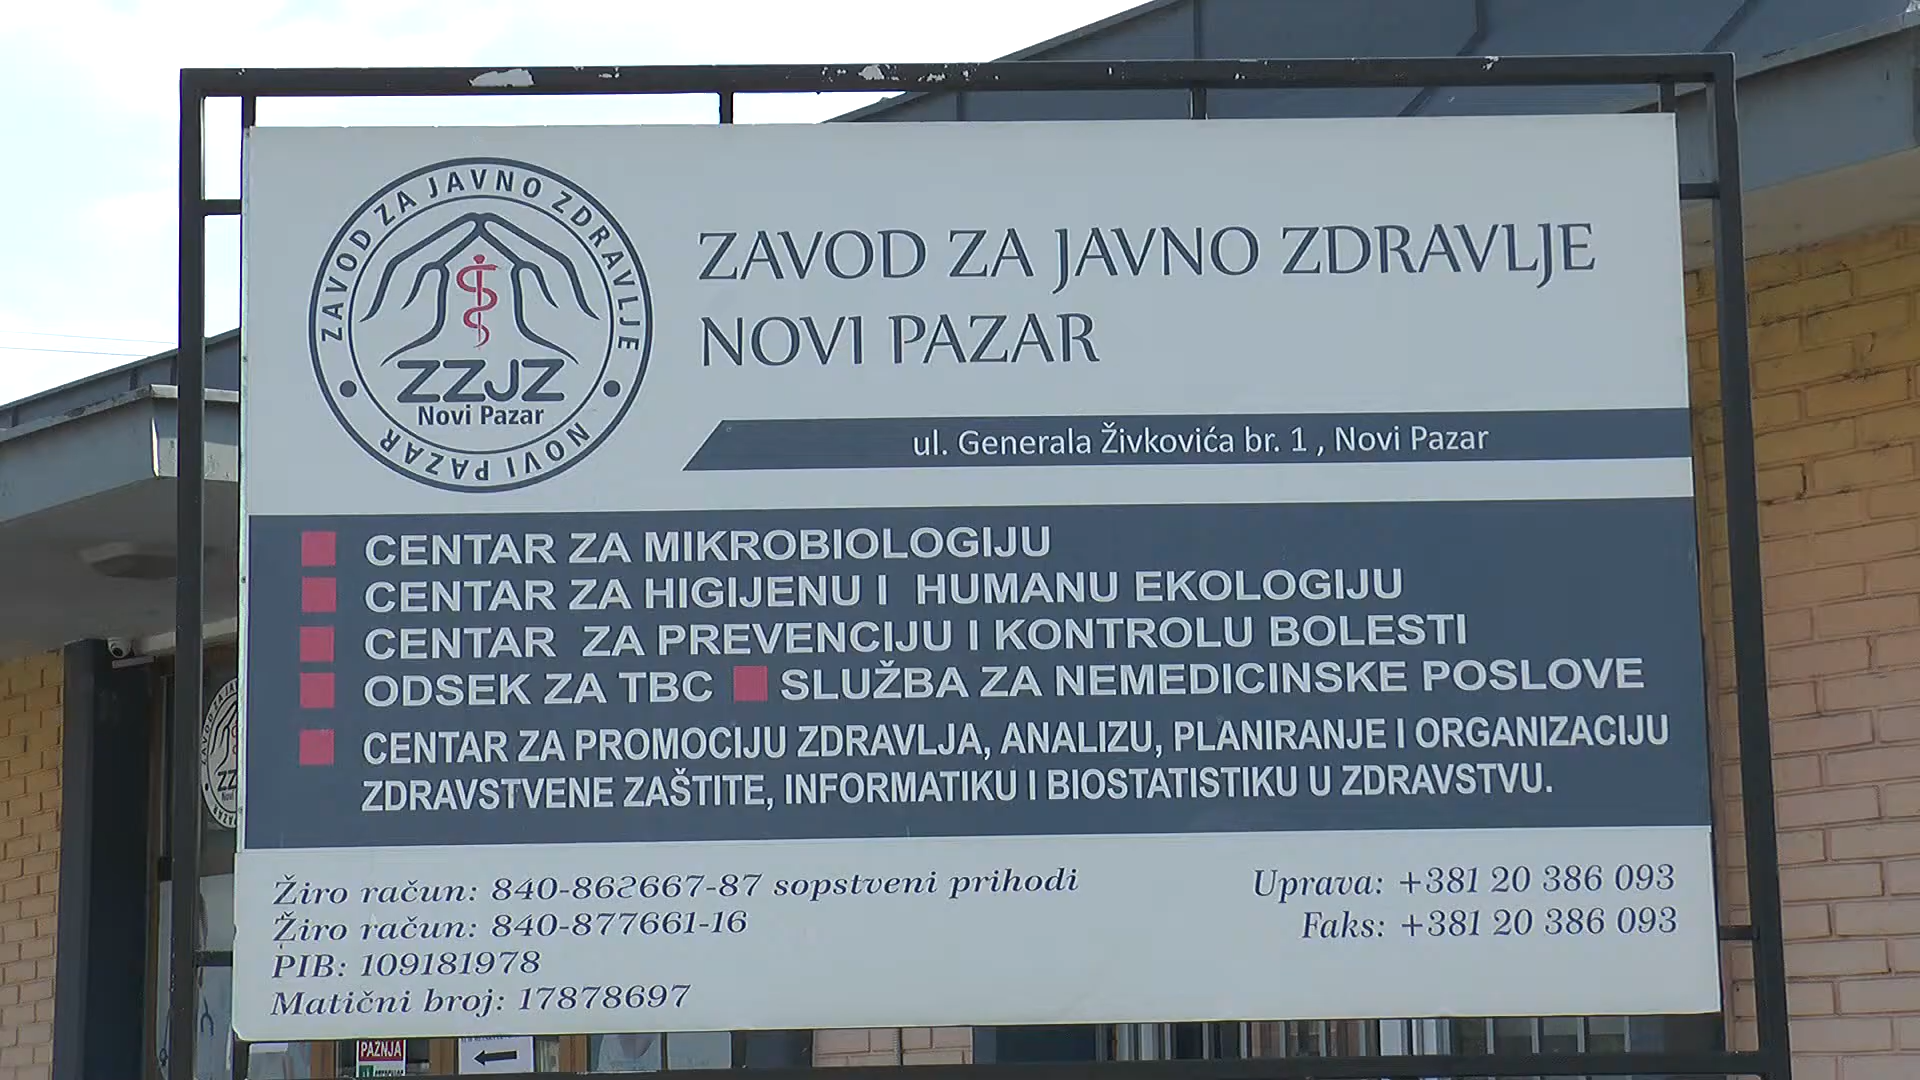 ZAVOD ZA JAVNO ZDRAVLJE
NOVI PAZAR
ZZJZ
Novi Pazar
ZAVOD ZA JAVNO ZDRAVLJE
NOVI PAZAR
ul. Generala Živkovića br. 1 , Novi Pazar
CENTAR ZA MIKROBIOLOGIJU
CENTAR ZA HIGIJENU I HUMANU EKOLOGIJU
CENTAR ZA PREVENCIJU I KONTROLU BOLESTI
ODSEK ZA TBC SLUŽBA ZA NEMEDICINSKE POSLOVE
CENTAR ZA PROMOCIJU ZDRAVLJA, ANALIZU, PLANIRANJE I ORGANIZACIJU
ZDRAVSTVENE ZAŠTITE, INFORMATIKU I BIOSTATISTIKU U ZDRAVSTVU.
Žiro račun: 840-862667-87 sopstveni prihodi
Žiro račun: 840-877661-16
PIB: 109181978
Matični broj: 17878697
Uprava: +381 20 386 093
Faks: +381 20 386 093
PAŽNJA